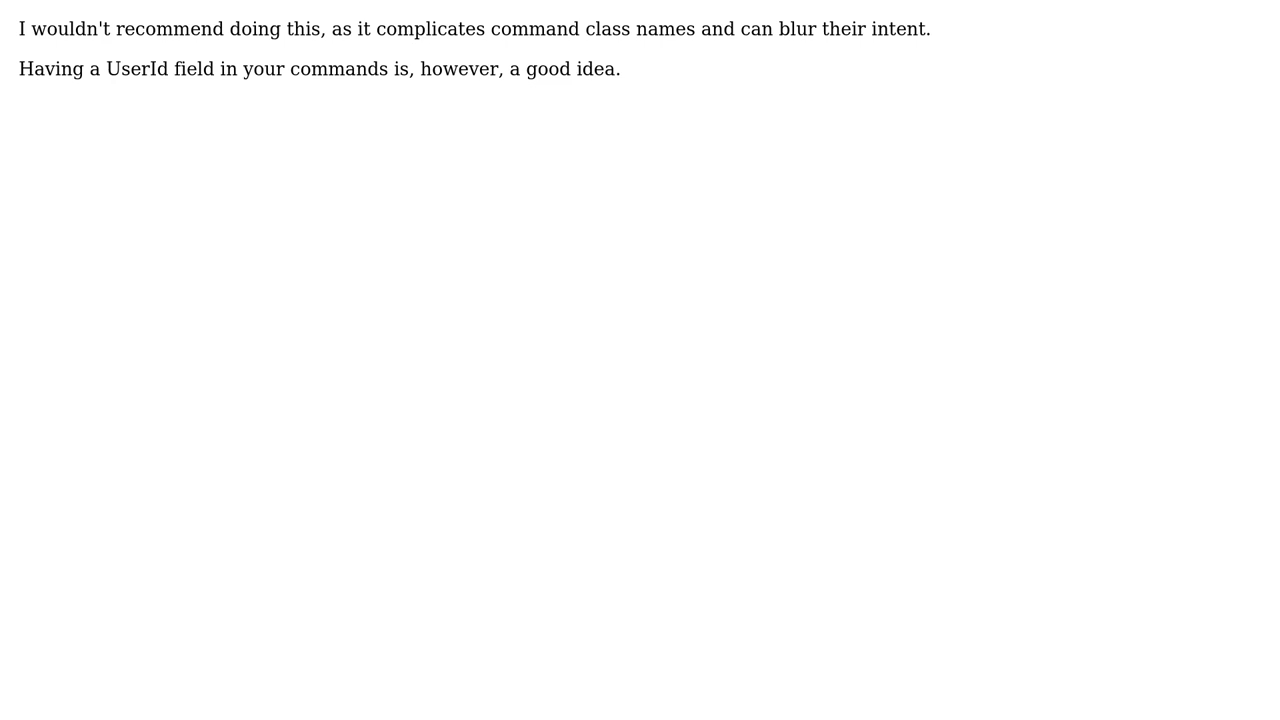 I wouldn't recommend doing this, as it complicates command class names and can blur their intent.
Having a UserId field in your commands is, however, a good idea.